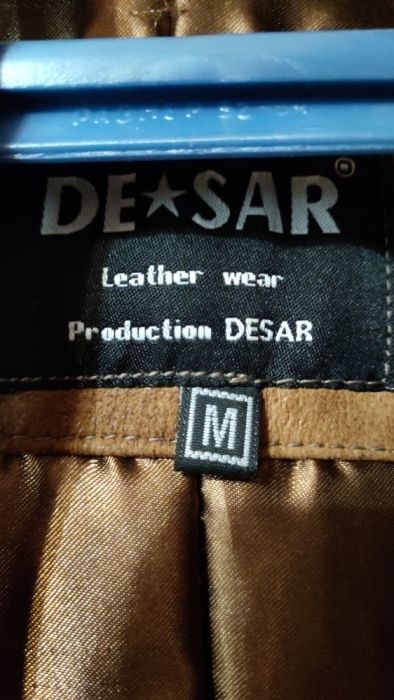 DE★SAR®
Leather wear
Production DESAR
M